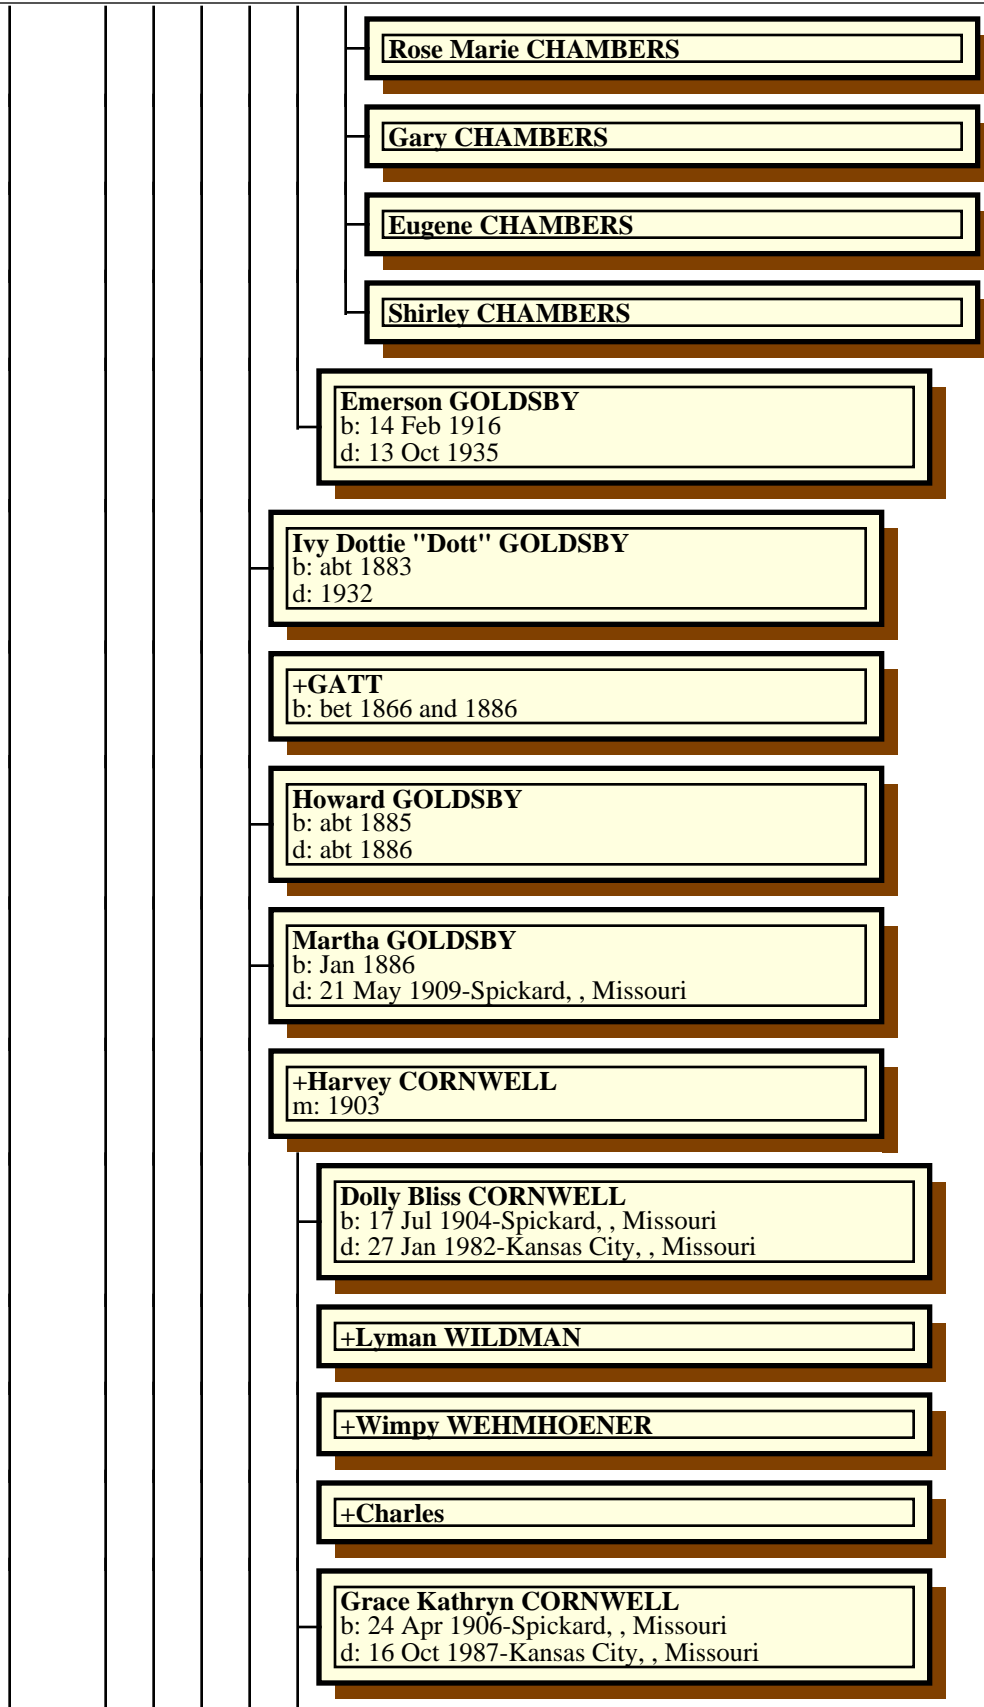 Rose Marie CHAMBERS
Gary CHAMBERS
Eugene CHAMBERS
Shirley CHAMBERS
Emerson GOLDSBY
b: 14 Feb 1916
d: 13 Oct 1935
Ivy Dottie "Dott" GOLDSBY
b: abt 1883
d: 1932
+GATT
b: bet 1866 and 1886
Howard GOLDSBY
b: abt 1885
d: abt 1886
Martha GOLDSBY
b: Jan 1886
d: 21 May 1909-Spickard, , Missouri
+Harvey CORNWELL
m: 1903
Dolly Bliss CORNWELL
b: 17 Jul 1904-Spickard, , Missouri
d: 27 Jan 1982-Kansas City, , Missouri
+Lyman WILDMAN
+Wimpy WEHMHOENER
+Charles
Grace Kathryn CORNWELL
b: 24 Apr 1906-Spickard, , Missouri
d: 16 Oct 1987-Kansas City, , Missouri